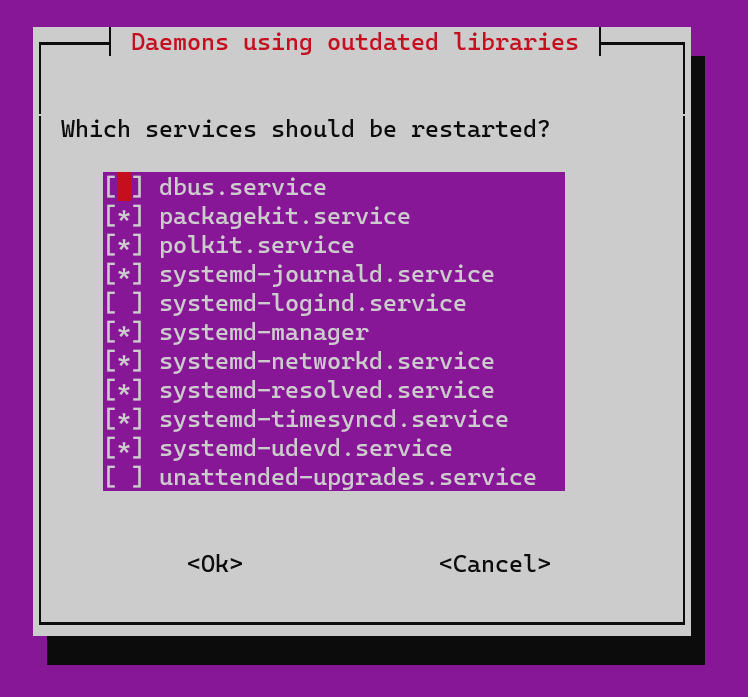 Daemons using outdated libraries
Which services should be restarted?
[ ] dbus.service
[*] packagekit.service
[*] polkit.service
[*] systemd-journald.service
[ ] systemd-logind.service
[*] systemd-manager
[*] systemd-networkd.service
[*] systemd-resolved.service
[*] systemd-timesyncd.service
[*] systemd-udevd.service
[ ] unattended-upgrades.service
<Ok> <Cancel>